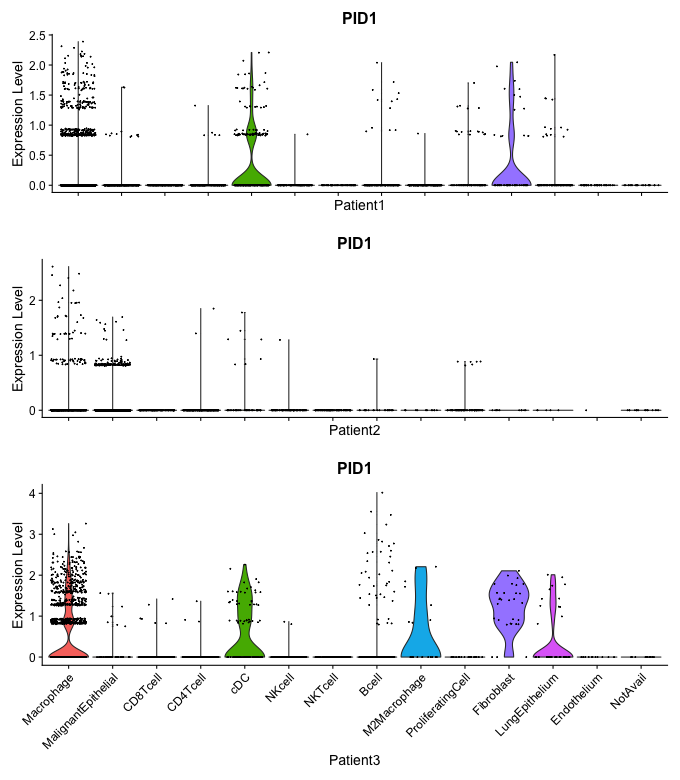 PID1
Expression Level
2.5
2.0
1.5
1.0
0.5
0.0
Patient1
PID1
Expression Level
2
1
0
Patient2
PID1
Expression Level
4
3
2
1
0
Macrophage
MalignantEpithelial
CD8Tcell
CD4Tcell
cDC
NKcell
NKTcell
Bcell
M2Macrophage
ProliferatingCell
Fibroblast
LungEpithelium
Endothelium
NotAvail
Patient3